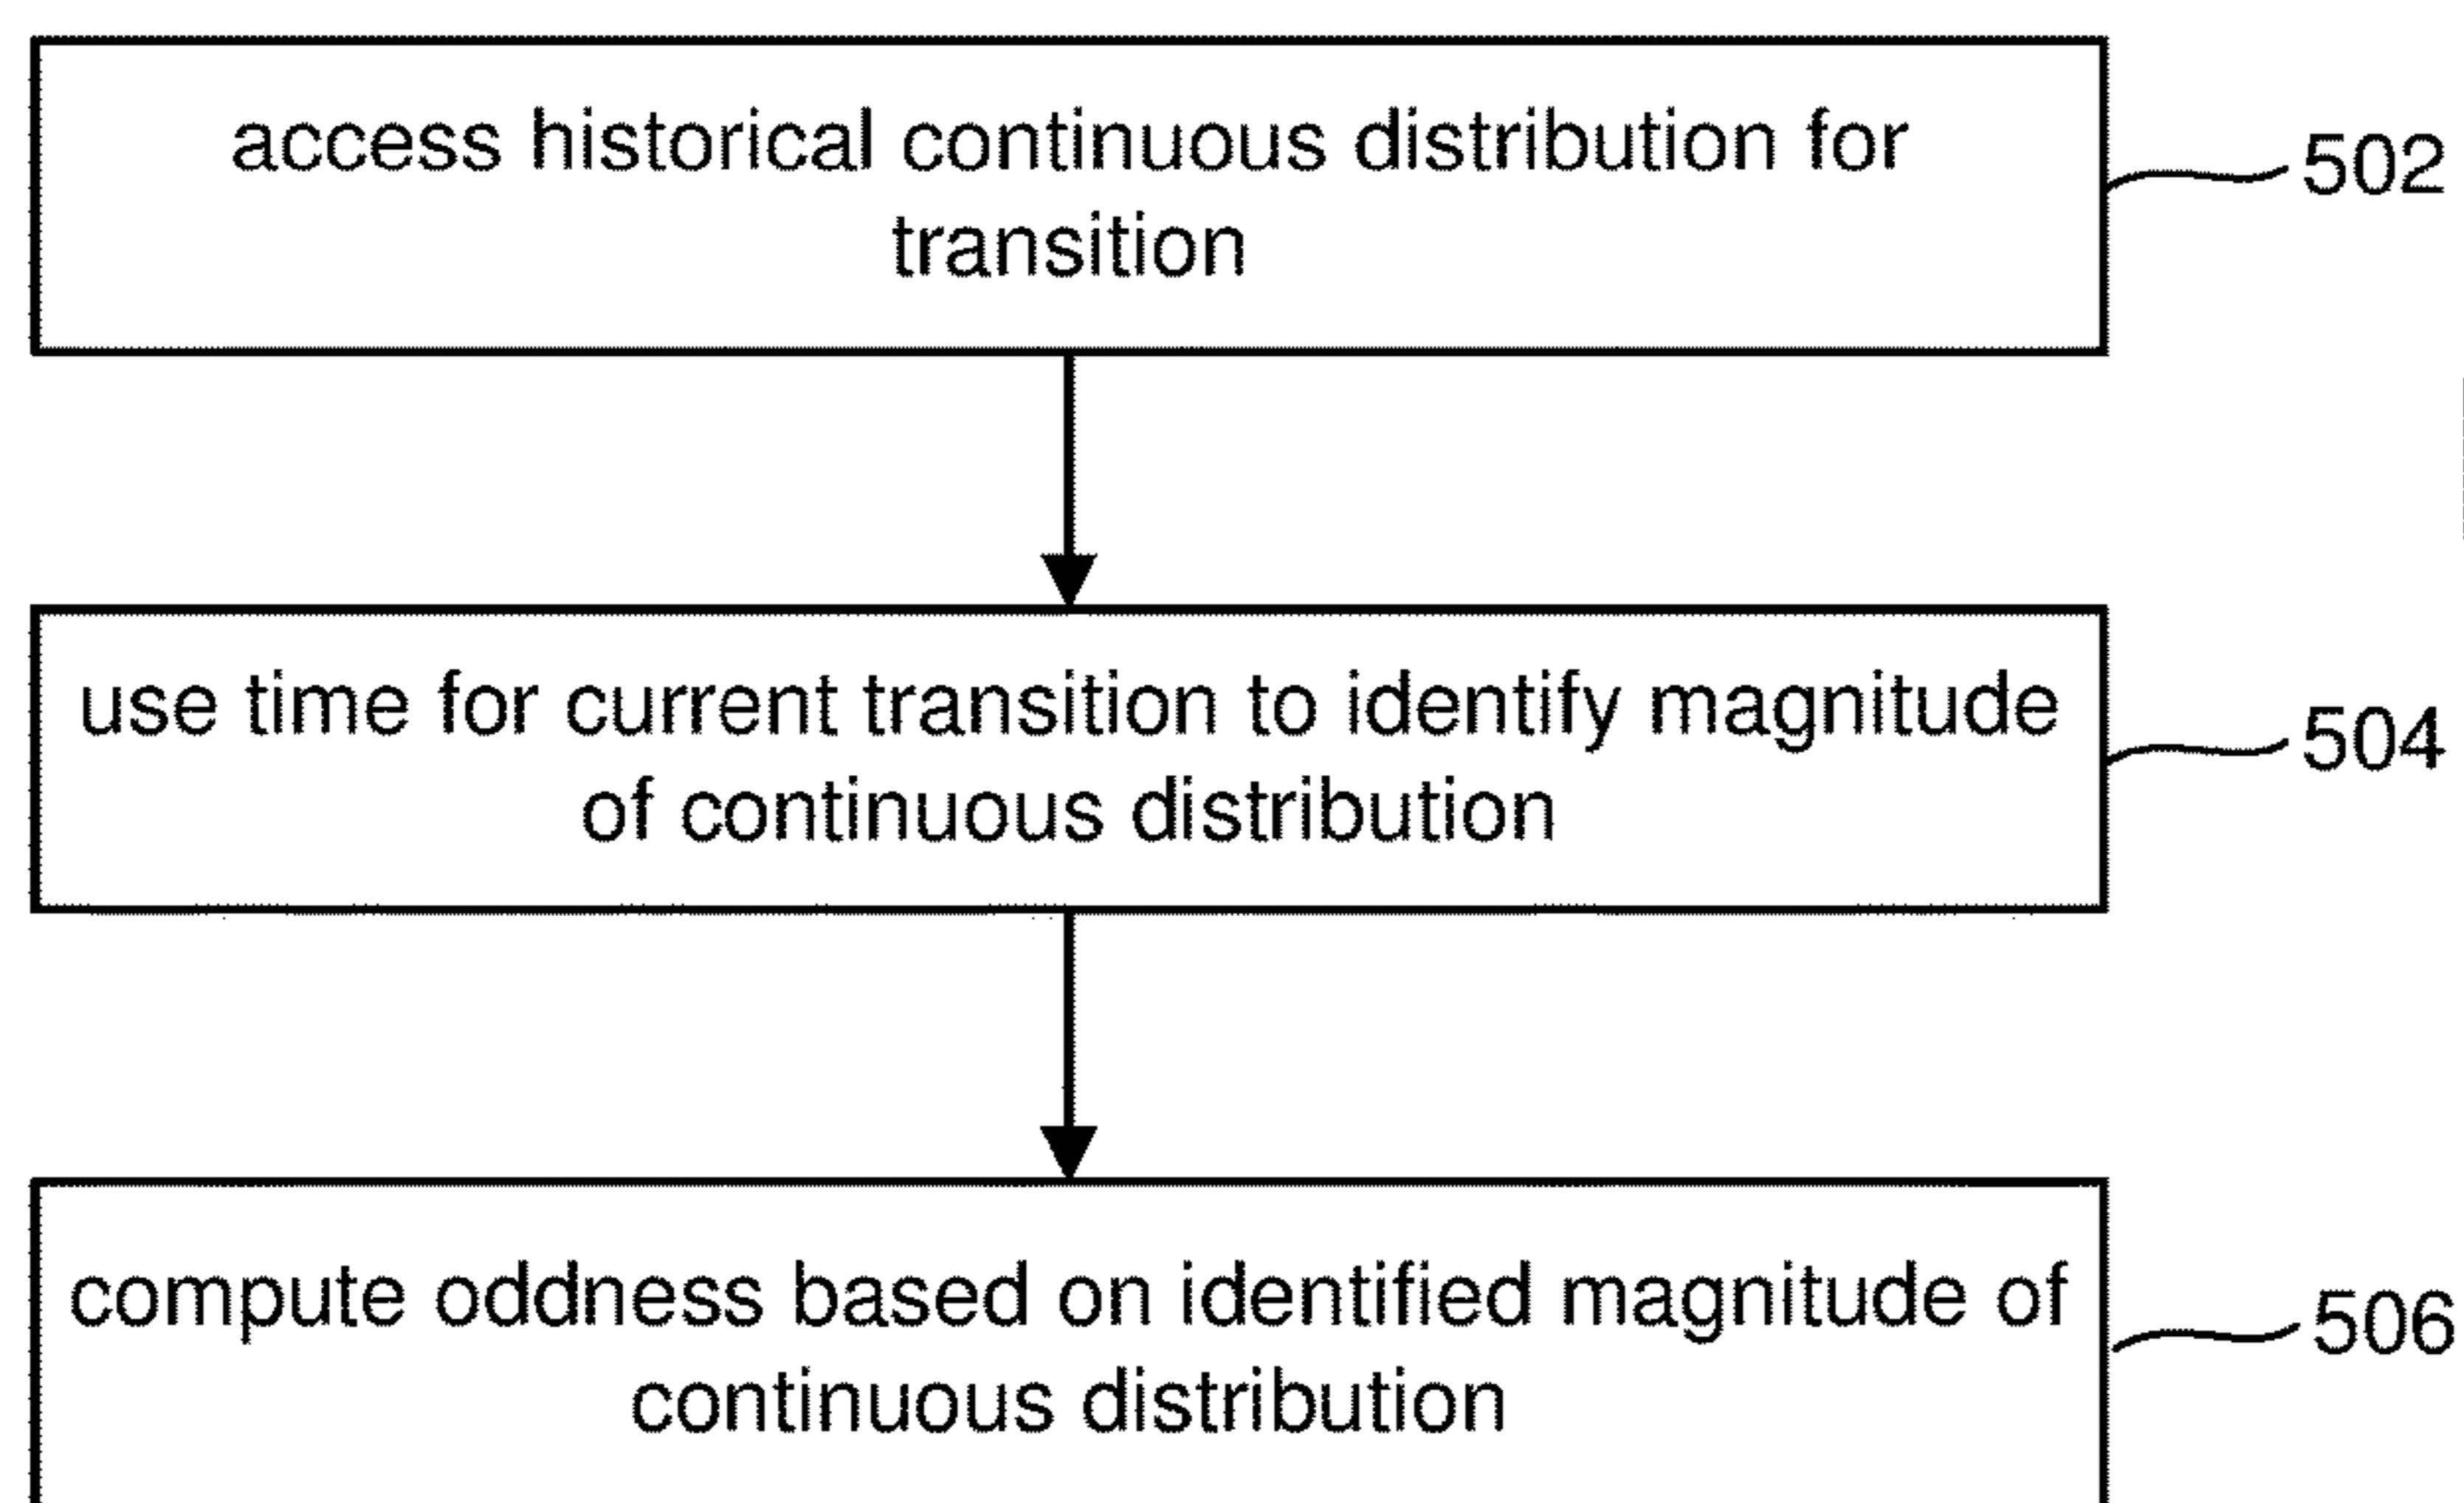 access historical continuous distribution for
transition
502
use time for current transition to identify magnitude
of continuous distribution
504
compute oddness based on identified magnitude of
continuous distribution
506